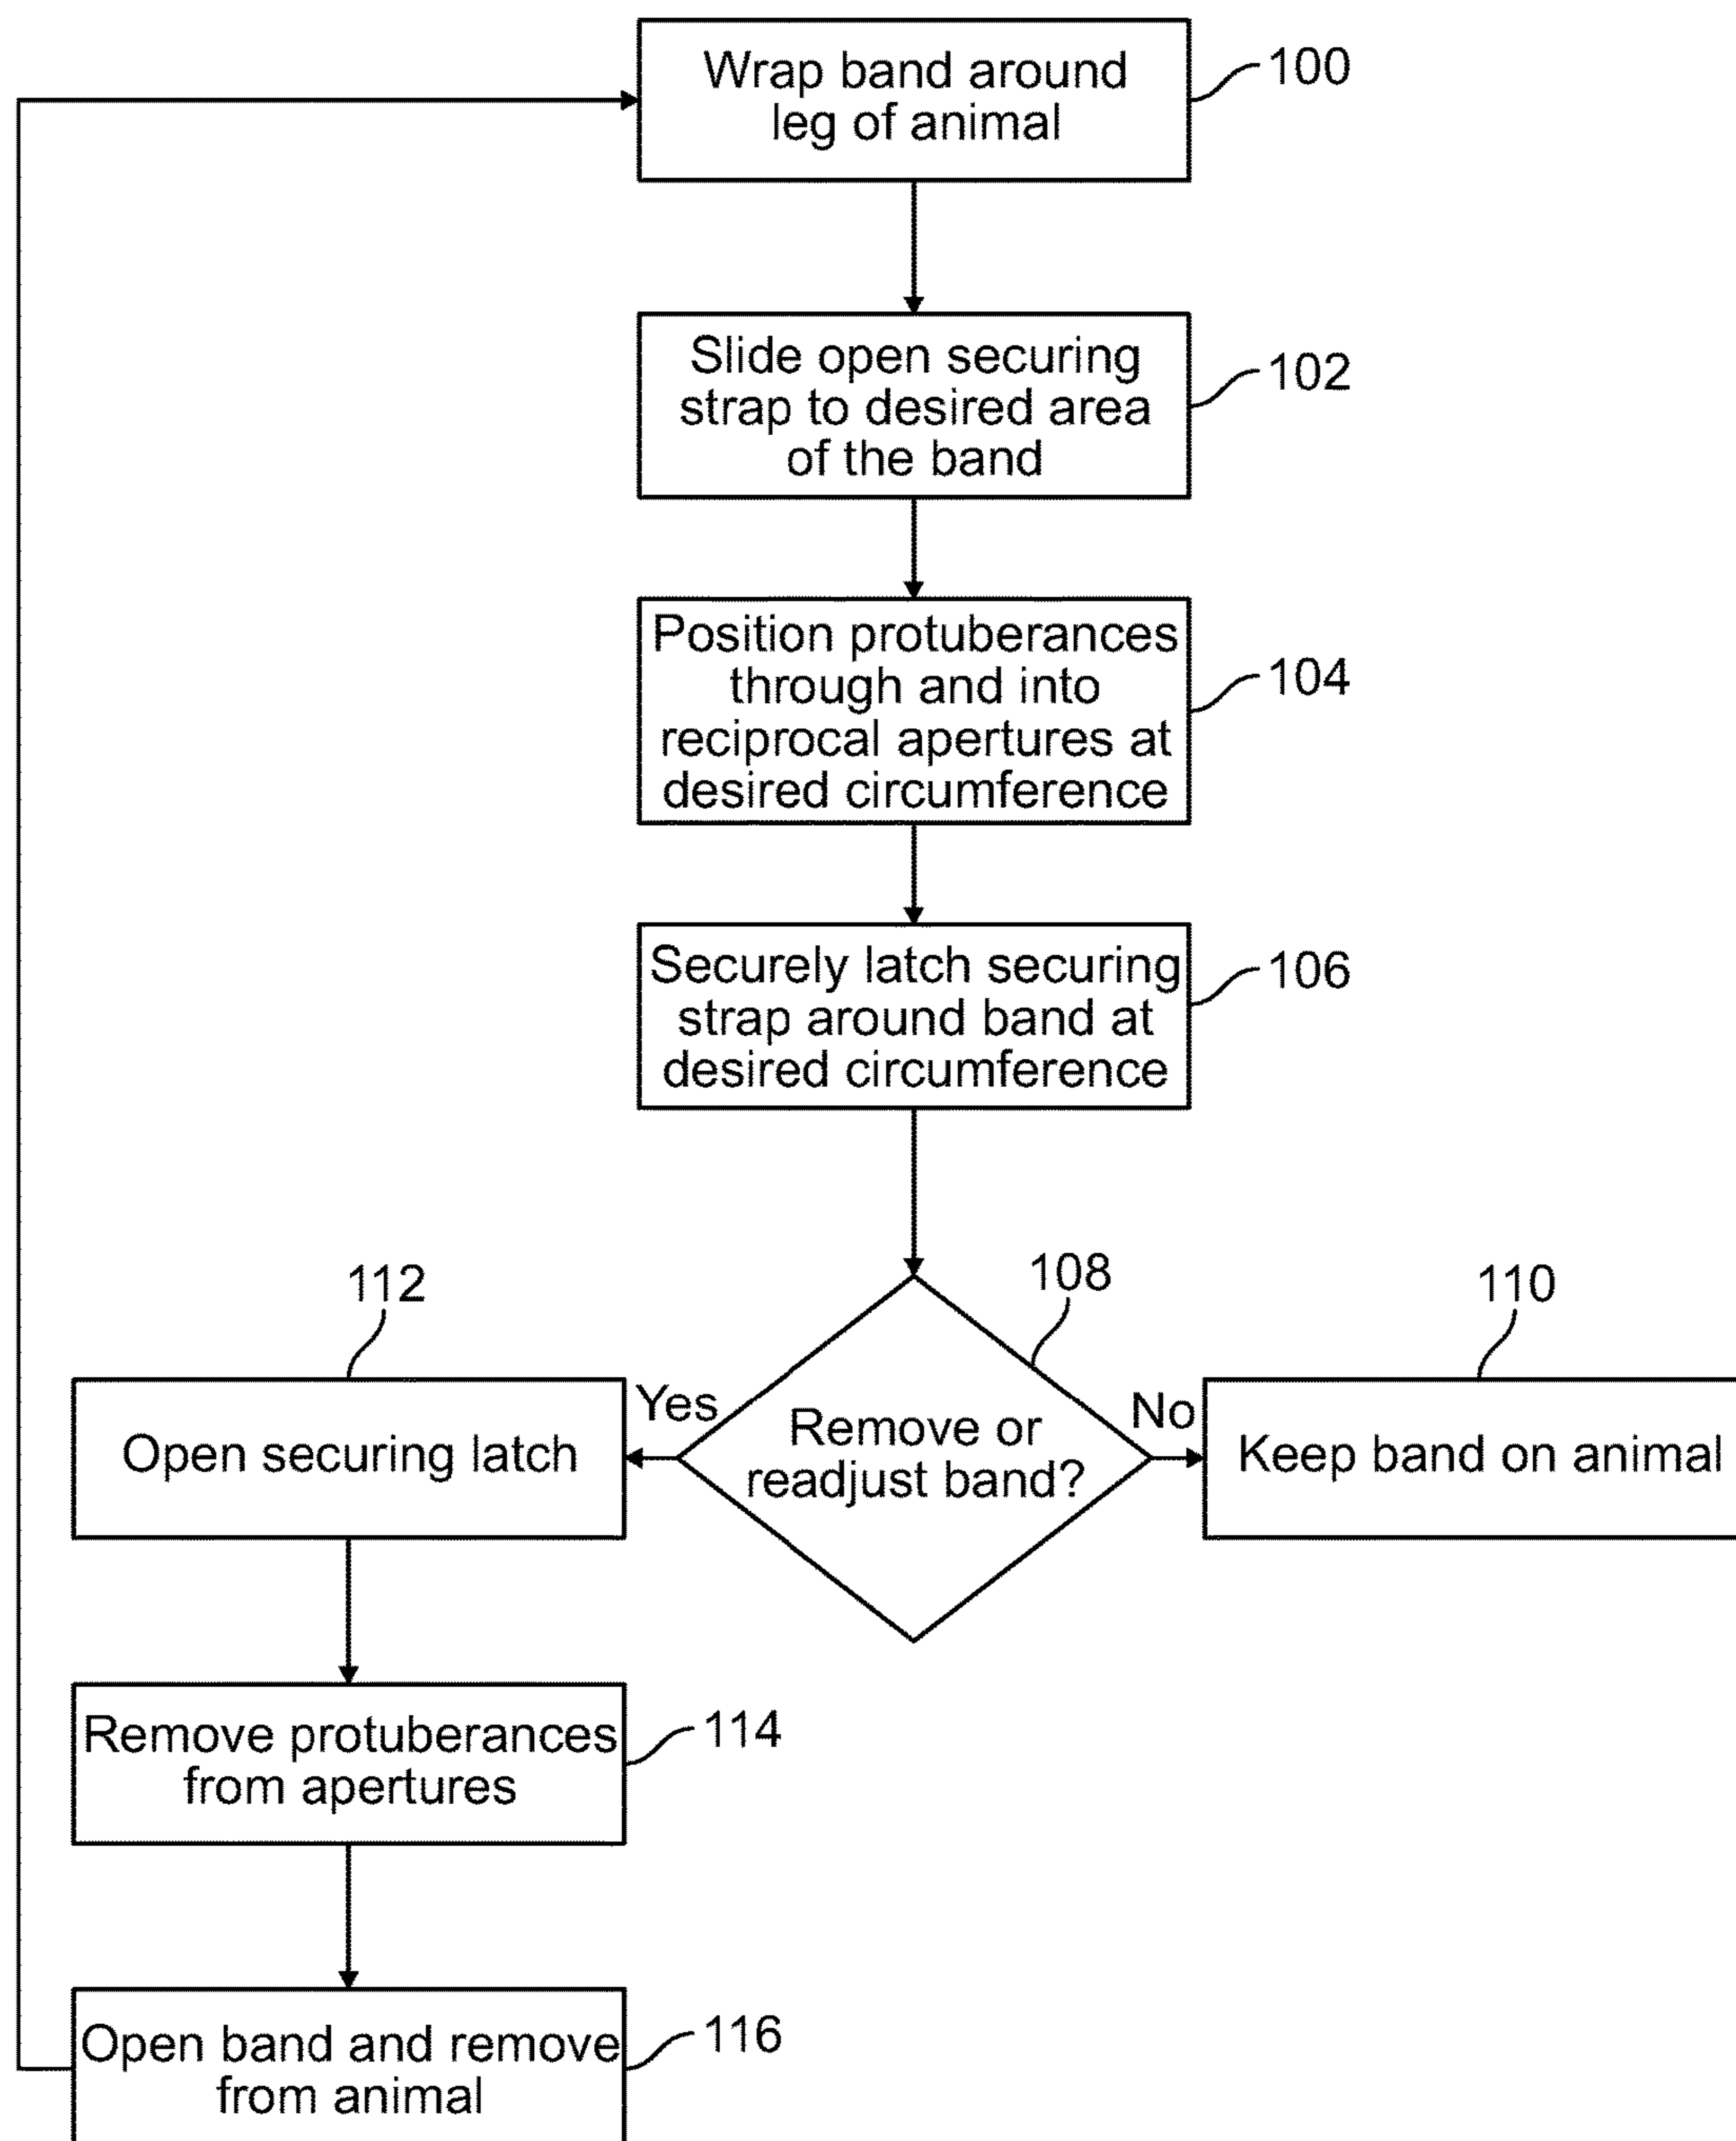 Wrap band around
leg of animal
100
Slide open securing
strap to desired area
of the band
102
Position protuberances
through and into
reciprocal apertures at
desired circumference
104
Securely latch securing
strap around band at
desired circumference
106
108
Remove or
readjust band?
Yes
No
112
Open securing latch
110
Keep band on animal
Remove protuberances
from apertures
114
Open band and remove
from animal
116